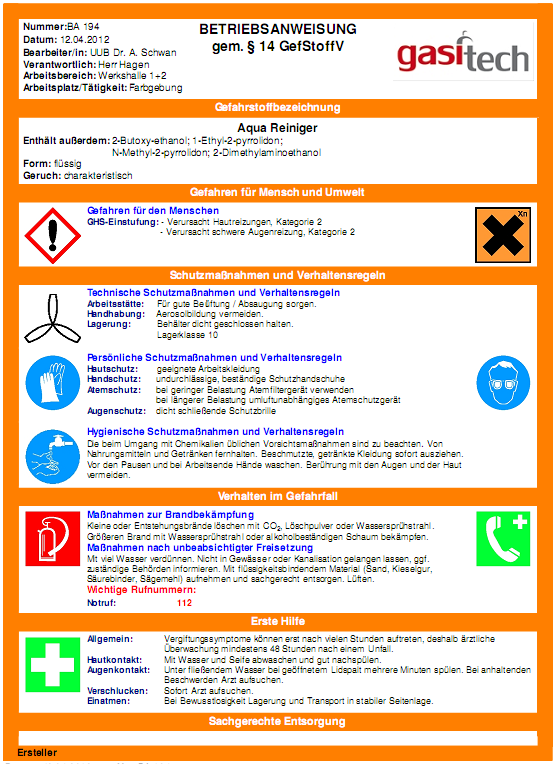 Nummer:BA 194
Datum: 12.04.2012
Bearbeiter/in: UUB Dr. A. Schwan
Verantwortlich: Herr Hagen
Arbeitsbereich: Werkshalle 1+2
Arbeitsplatz/Tätigkeit: Farbgebung
BETRIEBSANWEISUNG
gem. § 14 GefStoffV
gasitech
Gefahrstoffbezeichnung
Aqua Reiniger
Enthält außerdem: 2-Butoxy-ethanol; 1-Ethyl-2-pyrrolidon;
N-Methyl-2-pyrrolidon; 2-Dimethylaminoethanol
Form: flüssig
Geruch: charakteristisch
Gefahren für Mensch und Umwelt
Gefahren für den Menschen
GHS-Einstufung: - Verursacht Hautreizungen, Kategorie 2
- Verursacht schwere Augenreizung, Kategorie 2
Xn
Schutzmaßnahmen und Verhaltensregeln
Technische Schutzmaßnahmen und Verhaltensregeln
Arbeitsstätte: Für gute Belüftung / Absaugung sorgen.
Handhabung: Aerosolbildung vermeiden.
Lagerung: Behälter dicht geschlossen halten.
Lagerklasse 10
Persönliche Schutzmaßnahmen und Verhaltensregeln
Hautschutz: geeignete Arbeitskleidung
Handschutz: undurchlässige, beständige Schutzhandschuhe
Atemschutz: bei geringer Belastung Atemfiltergerät verwenden
bei längerer Belastung umluftunabhängiges Atemschutzgerät
Augenschutz: dicht schließende Schutzbrille
Hygienische Schutzmaßnahmen und Verhaltensregeln
Die beim Umgang mit Chemikalien üblichen Vorsichtsmaßnahmen sind zu beachten. Von
Nahrungsmitteln und Getränken fernhalten. Beschmutzte, getränkte Kleidung sofort ausziehen.
Vor den Pausen und bei Arbeitsende Hände waschen. Berührung mit den Augen und der Haut
vermeiden.
Verhalten im Gefahrfall
Maßnahmen zur Brandbekämpfung
Kleine oder Entstehungsbrände löschen mit CO₂, Löschpulver oder Wassersprühstrahl.
Größeren Brand mit Wassersprühstrahl oder alkoholbeständigen Schaum bekämpfen.
Maßnahmen nach unbeabsichtigter Freisetzung
Mit viel Wasser verdünnen. Nicht in Gewässer oder Kanalisation gelangen lassen, ggf.
zuständige Behörden informieren. Mit flüssigkeitsbindendem Material (Sand, Kieselgur,
Säurebinder, Sägemehl) aufnehmen und sachgerecht entsorgen. Lüften.
Wichtige Rufnummern:
Notruf: 112
Erste Hilfe
Allgemein: Vergiftungssymptome können erst nach vielen Stunden auftreten, deshalb ärztliche
Überwachung mindestens 48 Stunden nach einem Unfall.
Hautkontakt: Mit Wasser und Seife abwaschen und gut nachspülen.
Augenkontakt: Unter fließendem Wasser bei geöffnetem Lidspalt mehrere Minuten spülen. Bei anhaltenden
Beschwerden Arzt aufsuchen.
Verschlucken: Sofort Arzt aufsuchen.
Einatmen: Bei Bewusstlosigkeit Lagerung und Transport in stabiler Seitenlage.
Sachgerechte Entsorgung
Ersteller